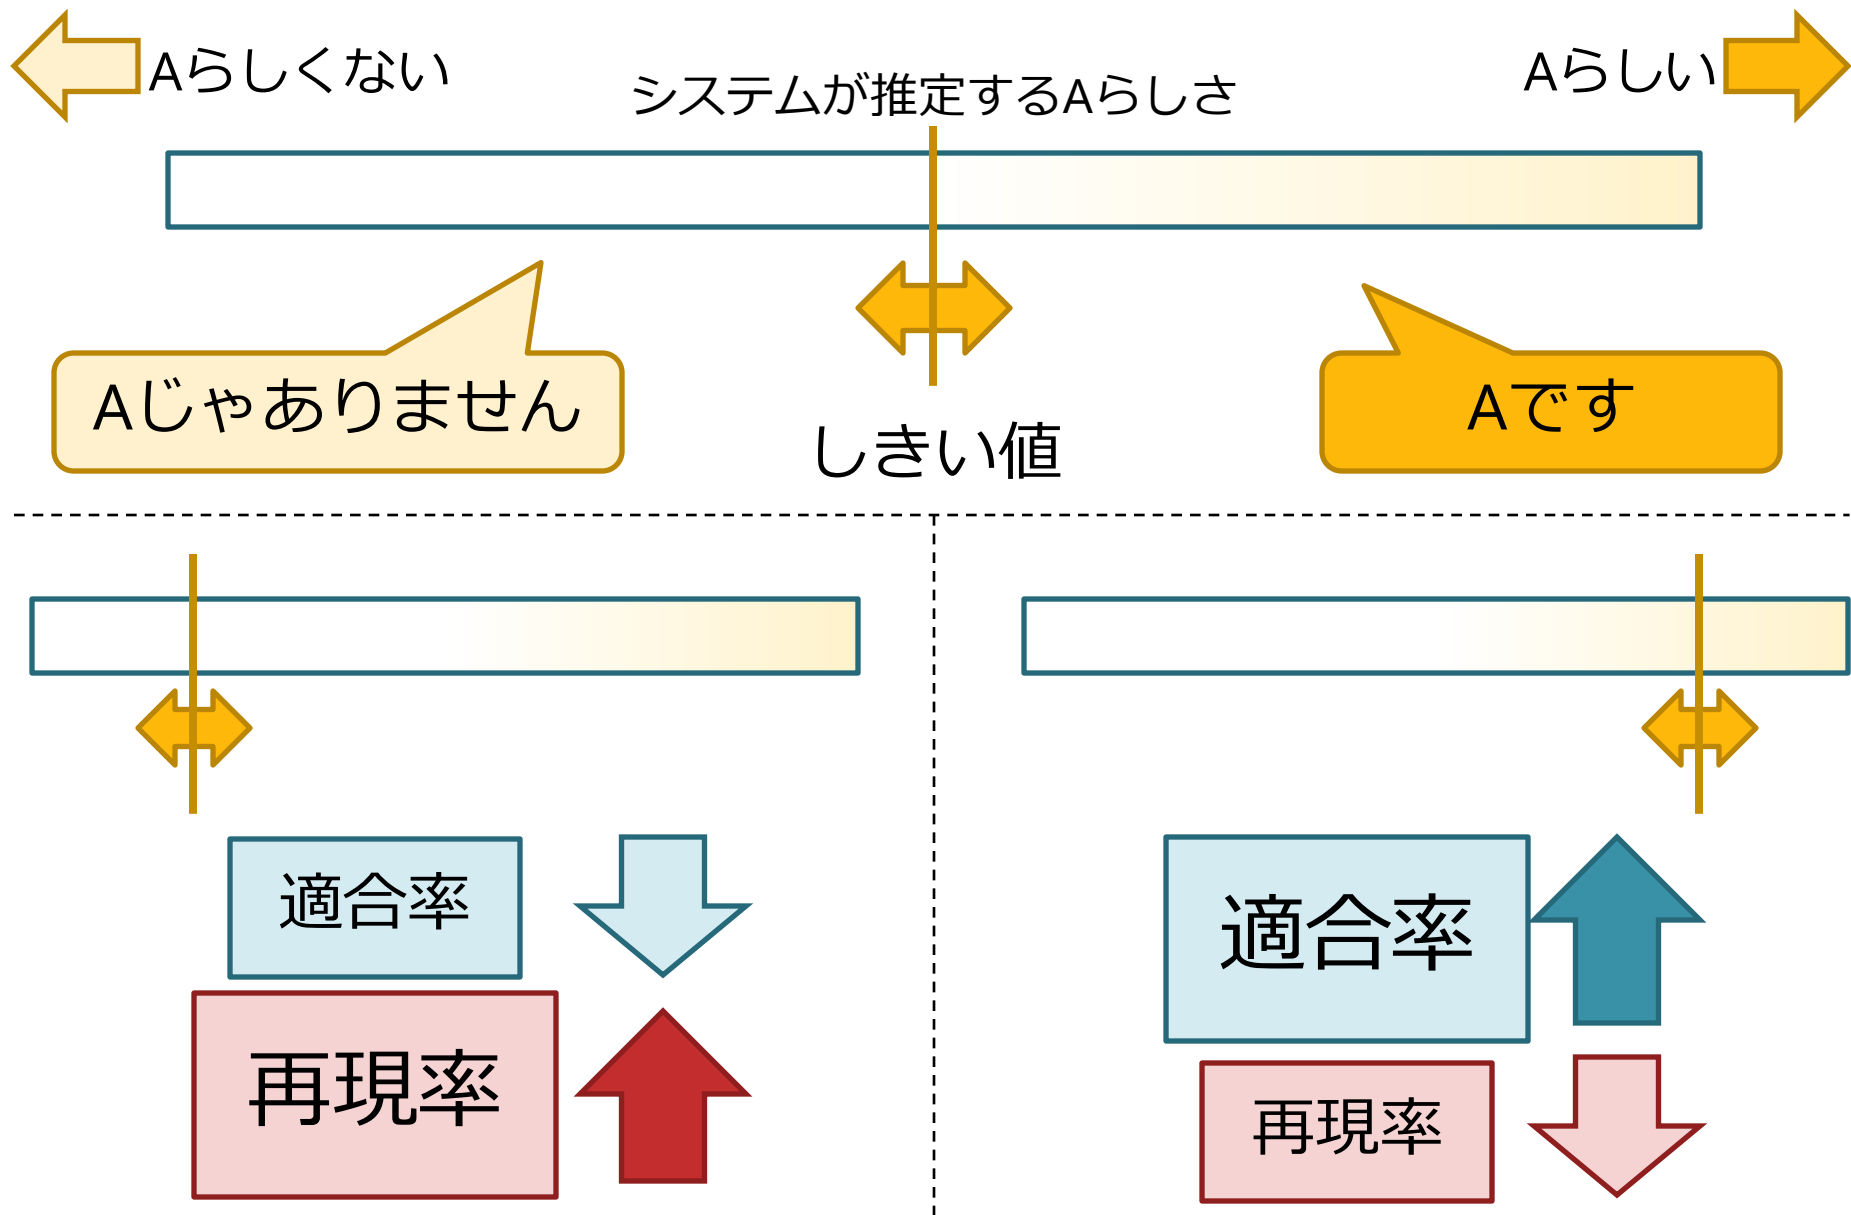 Aらしくない
システムが推定するAらしさ
Aらしい
Aじゃありません
しきい値
Aです
適合率
再現率
適合率
再現率